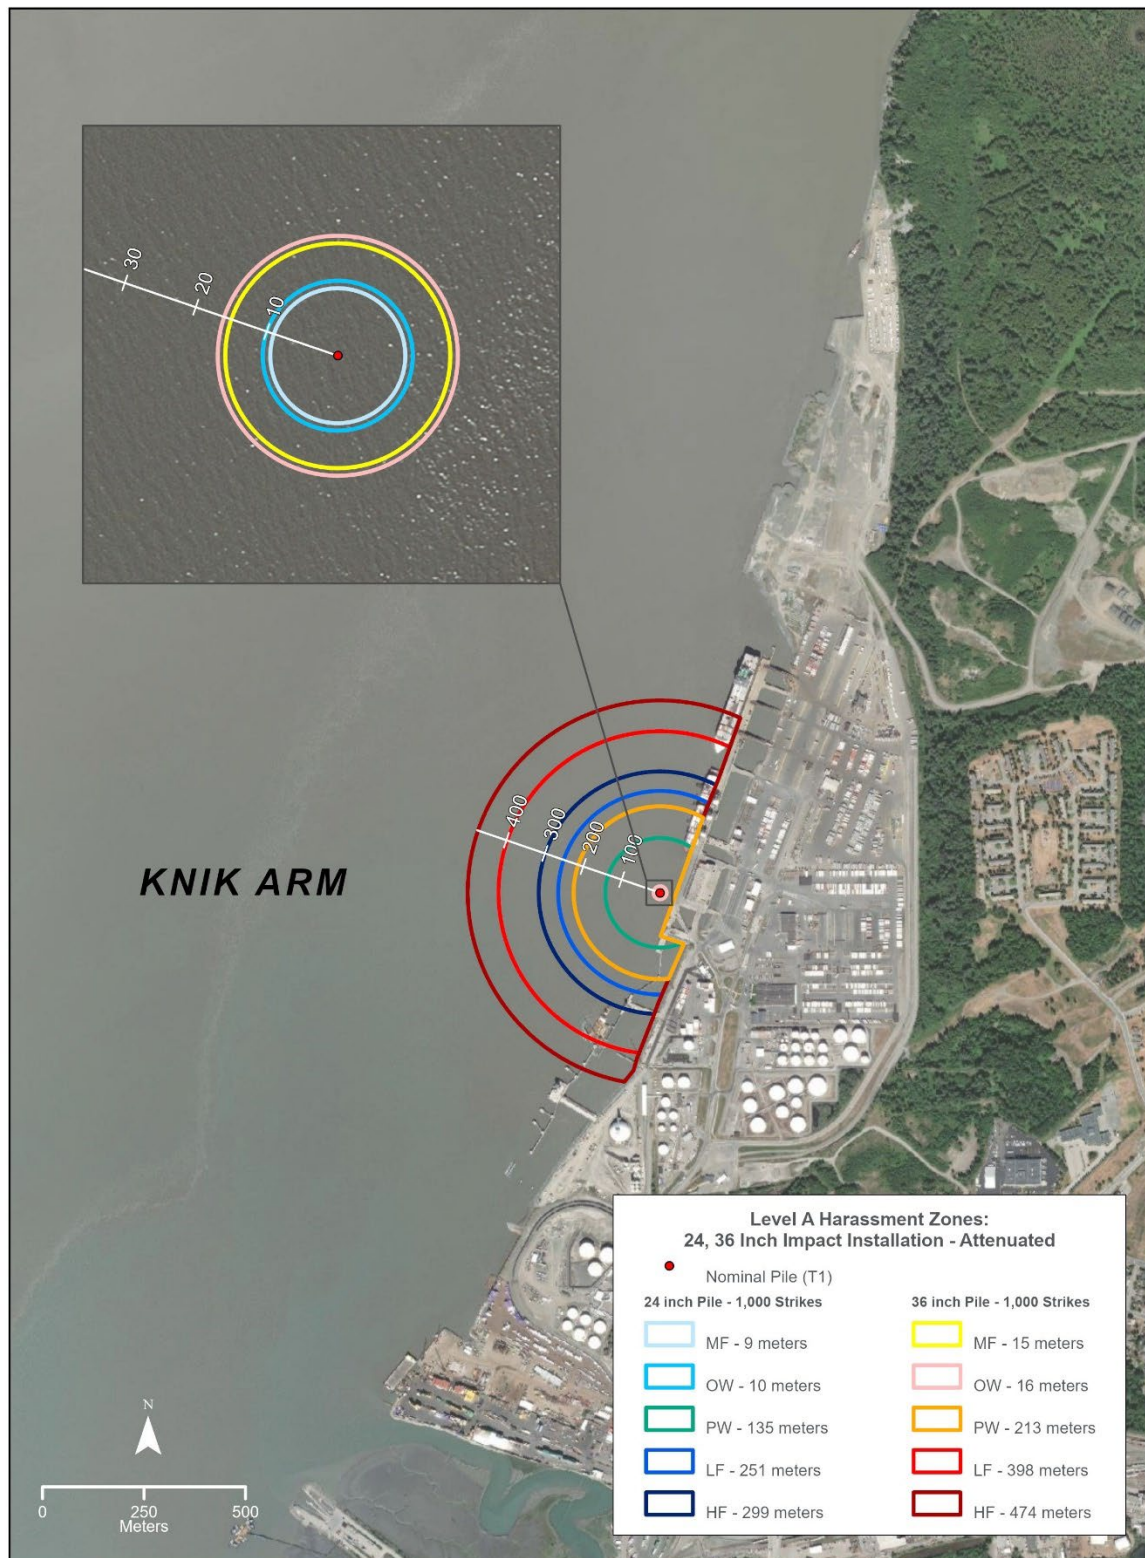 30
20
10
400
300
200
100
KNIK ARM
Level A Harassment Zones:
24, 36 Inch Impact Installation - Attenuated
Nominal Pile (T1)
24 inch Pile - 1,000 Strikes
36 inch Pile - 1,000 Strikes
MF - 9 meters
MF - 15 meters
OW - 10 meters
OW - 16 meters
PW - 135 meters
PW - 213 meters
LF - 251 meters
LF - 398 meters
HF - 299 meters
HF - 474 meters
N
0 250 500
Meters